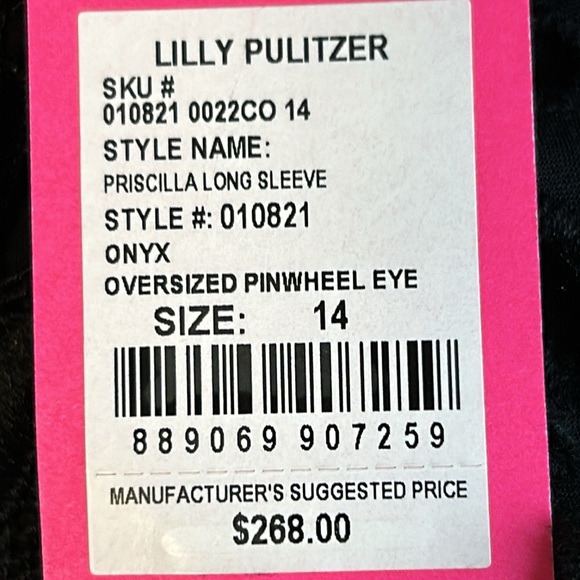 LILLY PULITZER
SKU #
010821 0022CO 14
STYLE NAME:
PRISCILLA LONG SLEEVE
STYLE #: 010821
ONYX
OVERSIZED PINWHEEL EYE
SIZE: 14
889069 907259
MANUFACTURER'S SUGGESTED PRICE
$268.00